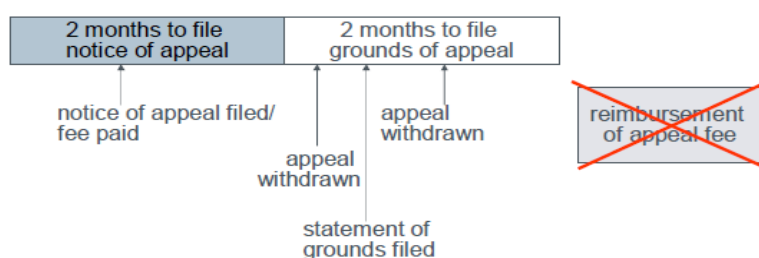 2 months to file
notice of appeal
2 months to file
grounds of appeal
notice of appeal filed/
fee paid
appeal
withdrawn
statement of
grounds filed
appeal
withdrawn
reimbursement
of appeal fee